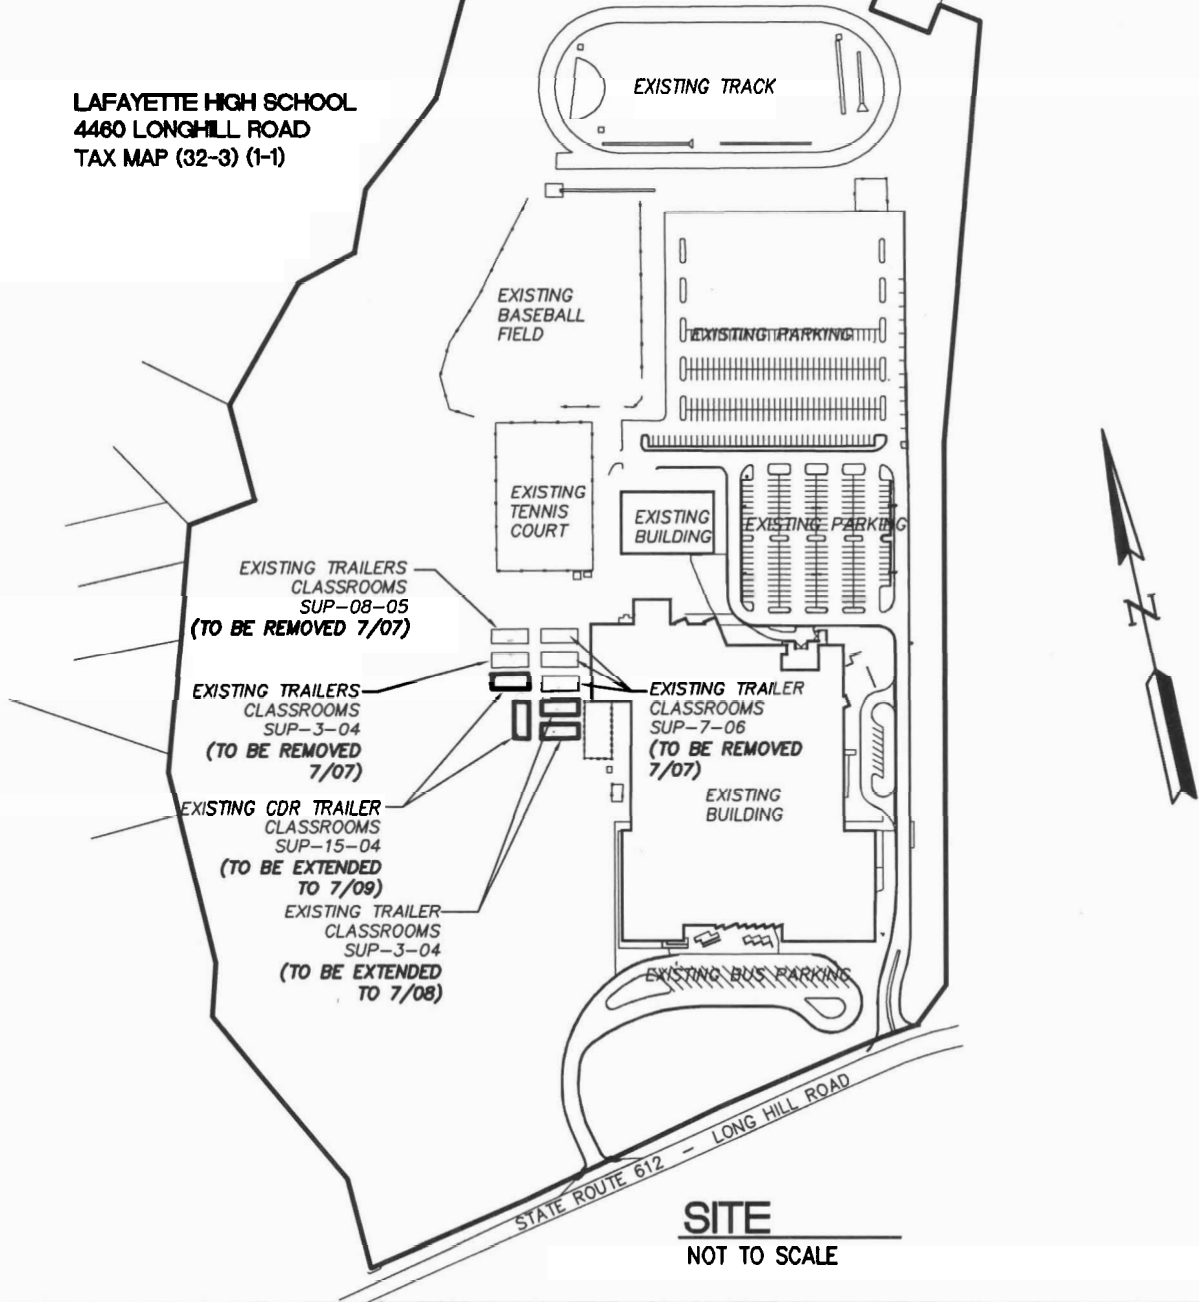 LAFAYETTE HIGH SCHOOL
4460 LONGHILL ROAD
TAX MAP (32-3) (1-1)
EXISTING TRACK
EXISTING
BASEBALL
FIELD
EXISTING PARKING
EXISTING
TENNIS
COURT
EXISTING
BUILDING
EXISTING PARKING
EXISTING TRAILERS
CLASSROOMS
SUP-08-05
(TO BE REMOVED 7/07)
EXISTING TRAILERS
CLASSROOMS
SUP-3-04
(TO BE REMOVED
7/07)
EXISTING TRAILER
CLASSROOMS
SUP-7-06
(TO BE REMOVED
7/07)
EXISTING
BUILDING
EXISTING CDR TRAILER
CLASSROOMS
SUP-15-04
(TO BE EXTENDED
TO 7/09)
EXISTING TRAILER
CLASSROOMS
SUP-3-04
(TO BE EXTENDED
TO 7/08)
EXISTING BUS PARKING
N
STATE ROUTE 612 - LONG HILL ROAD
SITE
NOT TO SCALE